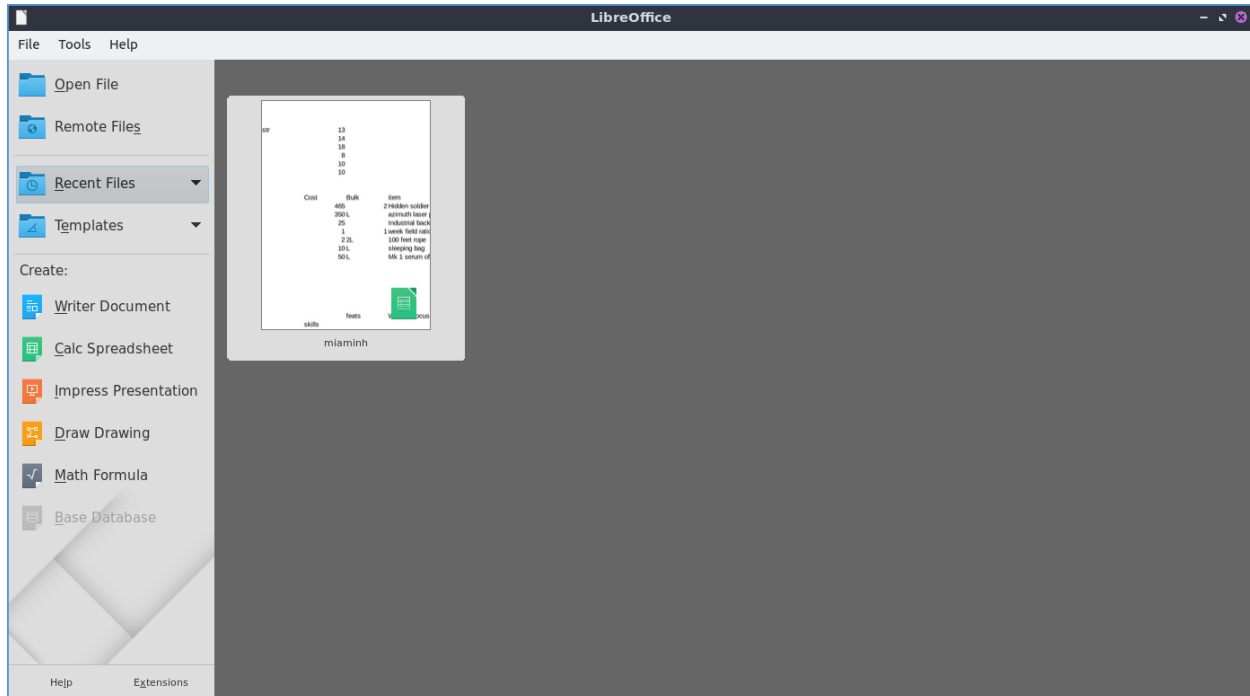 LibreOffice
File Tools Help
Open File
Remote Files
Recent Files
Templates
Create:
Writer Document
Calc Spreadsheet
Impress Presentation
Draw Drawing
Math Formula
Base Database
Help Extensions
str 13
14
18
8
10
10
Cost Bulk item
465 2 Hidden soldier
350 L azimuth laser
25 Industrial back
1 1 week field
2 2L 100 feet rope
10 L sleeping bag
50 L Mk 1 serum of
feats
skills
miaminh